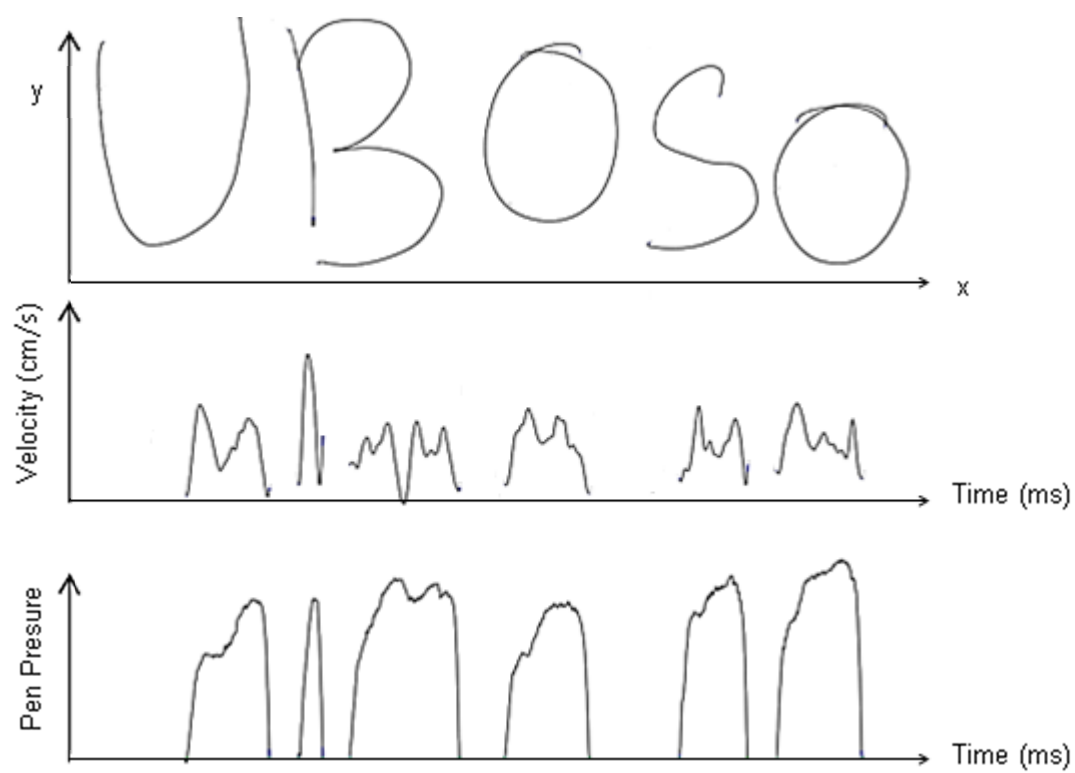 UBOSO
y
x
Velocity (cm/s)
Time (ms)
Pen Presure
Time (ms)